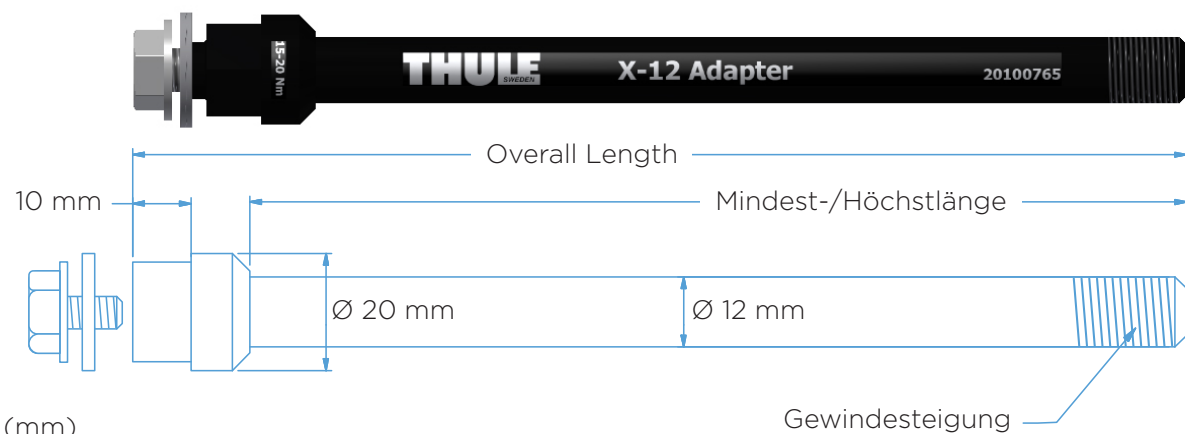 15-20 Nm
THULE
SWEDEN
X-12 Adapter
20100765
Overall Length
10 mm
Mindest-/Höchstlänge
Ø 20 mm
Ø 12 mm
Gewindesteigung
(mm)